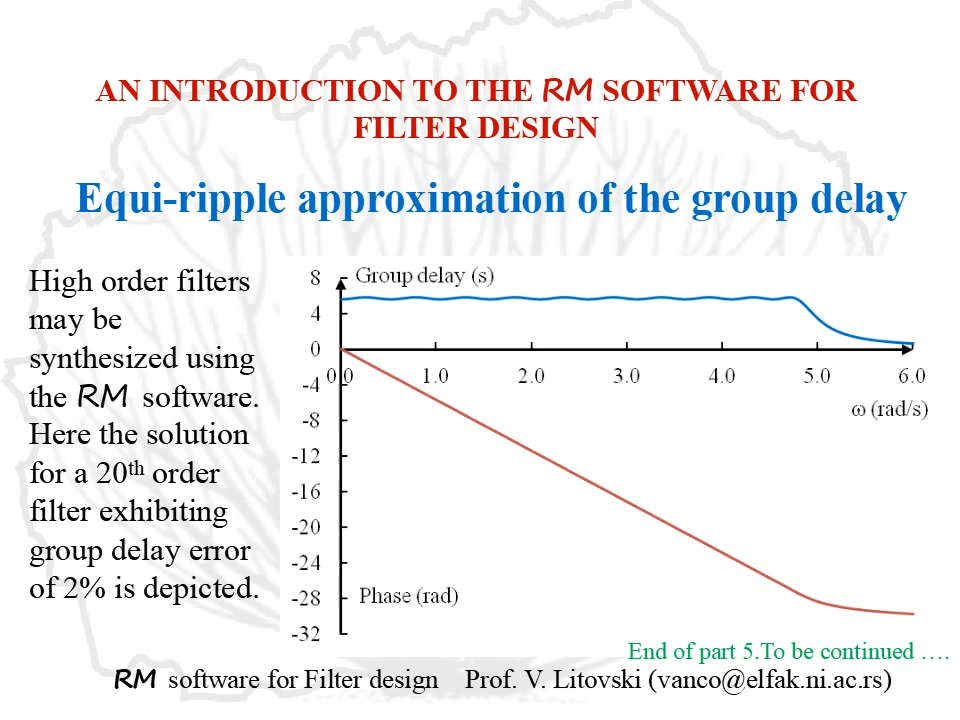 AN INTRODUCTION TO THE RM SOFTWARE FOR
FILTER DESIGN
Equi-ripple approximation of the group delay
High order filters
may be
synthesized using
the RM software.
Here the solution
for a 20th order
filter exhibiting
group delay error
of 2% is depicted.
8
Group delay (s)
4
0
0.0 1.0 2.0 3.0 4.0 5.0 6.0
-4
ω (rad/s)
-8
-12
-16
-20
-24
-28
Phase (rad)
-32
End of part 5.To be continued ….
RM software for Filter design Prof. V. Litovski (vanco@elfak.ni.ac.rs)